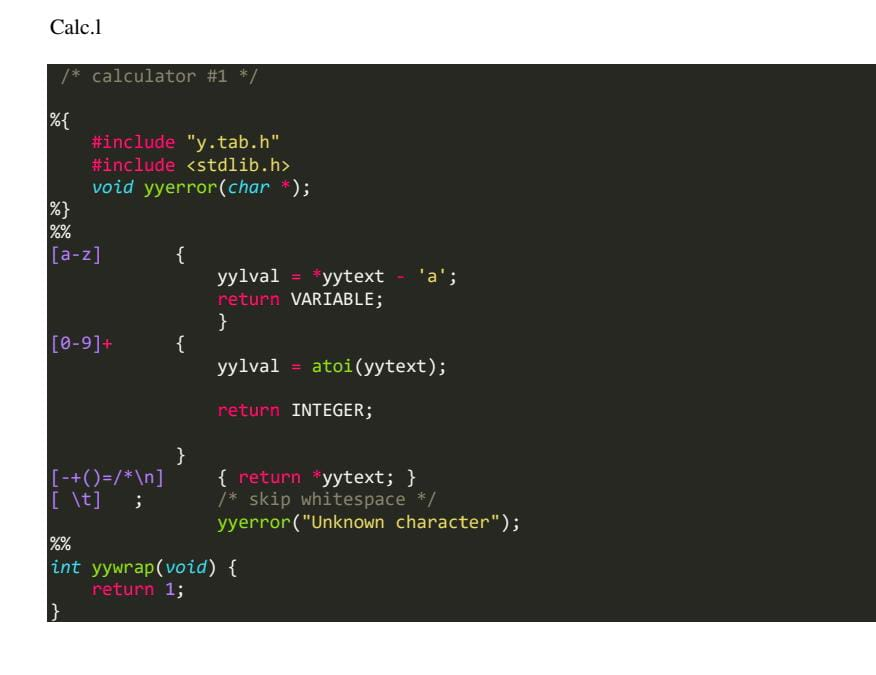 Calc.l
/* calculator #1 */
%{
#include "y.tab.h"
#include <stdlib.h>
void yyerror(char *);
%}
%%
[a-z] {
yylval = *yytext - 'a';
return VARIABLE;
}
[0-9]+ {
yylval = atoi(yytext);
return INTEGER;
}
[-+()=/*\n] { return *yytext; }
[ \t] ; /* skip whitespace */
yyerror("Unknown character");
%%
int yywrap(void) {
return 1;
}